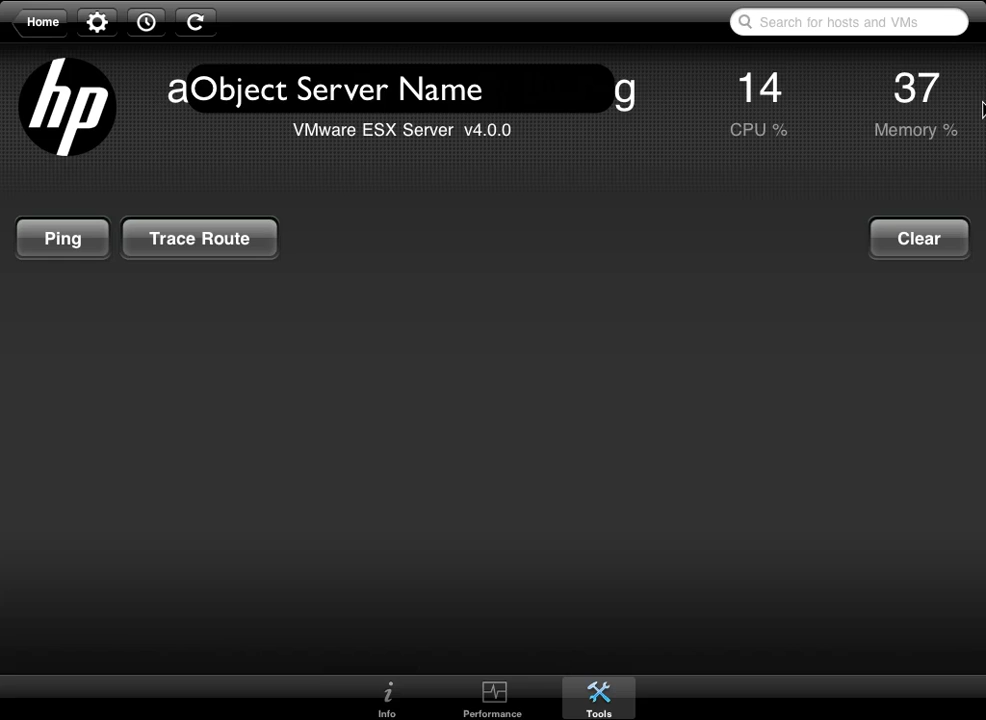 Home
Search for hosts and VMs
hp
aObject Server Name g
14
37
VMware ESX Server v4.0.0
CPU %
Memory %
Ping
Trace Route
Clear
Info
Performance
Tools